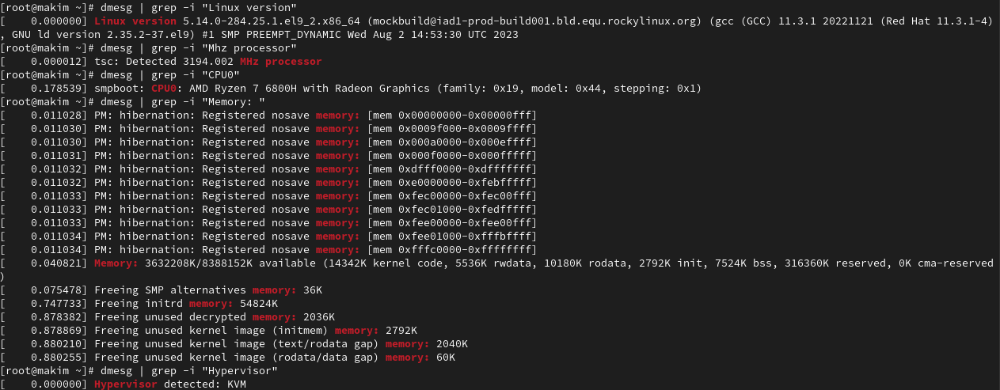 [root@makim ~]# dmesg | grep -i "Linux version"
[    0.000000] Linux version 5.14.0-284.25.1.el9_2.x86_64 (mockbuild@iad1-prod-build001.bld.equ.rockylinux.org) (gcc (GCC) 11.3.1 20221121 (Red Hat 11.3.1-4)
, GNU ld version 2.35.2-37.el9) #1 SMP PREEMPT_DYNAMIC Wed Aug 2 14:53:30 UTC 2023
[root@makim ~]# dmesg | grep -i "Mhz processor"
[    0.000012] tsc: Detected 3194.002 MHz processor
[root@makim ~]# dmesg | grep -i "CPU0"
[    0.178539] smpboot: CPU0: AMD Ryzen 7 6800H with Radeon Graphics (family: 0x19, model: 0x44, stepping: 0x1)
[root@makim ~]# dmesg | grep -i "Memory: "
[    0.011028] PM: hibernation: Registered nosave memory: [mem 0x00000000-0x00000fff]
[    0.011030] PM: hibernation: Registered nosave memory: [mem 0x0009f000-0x0009ffff]
[    0.011030] PM: hibernation: Registered nosave memory: [mem 0x000a0000-0x000effff]
[    0.011031] PM: hibernation: Registered nosave memory: [mem 0x000f0000-0x000fffff]
[    0.011032] PM: hibernation: Registered nosave memory: [mem 0xdfff0000-0xdfffffff]
[    0.011032] PM: hibernation: Registered nosave memory: [mem 0xe0000000-0xfebfffff]
[    0.011033] PM: hibernation: Registered nosave memory: [mem 0xfec00000-0xfec00fff]
[    0.011033] PM: hibernation: Registered nosave memory: [mem 0xfec01000-0xfedfffff]
[    0.011033] PM: hibernation: Registered nosave memory: [mem 0xfee00000-0xfee00fff]
[    0.011034] PM: hibernation: Registered nosave memory: [mem 0xfee01000-0xfffbffff]
[    0.011034] PM: hibernation: Registered nosave memory: [mem 0xfffc0000-0xffffffff]
[    0.040821] Memory: 3632208K/8388152K available (14342K kernel code, 5536K rwdata, 10180K rodata, 2792K init, 7524K bss, 316360K reserved, 0K cma-reserved
)
[    0.075478] Freeing SMP alternatives memory: 36K
[    0.747733] Freeing initrd memory: 54824K
[    0.878382] Freeing unused decrypted memory: 2036K
[    0.878869] Freeing unused kernel image (initmem) memory: 2792K
[    0.880210] Freeing unused kernel image (text/rodata gap) memory: 2040K
[    0.880255] Freeing unused kernel image (rodata/data gap) memory: 60K
[root@makim ~]# dmesg | grep -i "Hypervisor"
[    0.000000] Hypervisor detected: KVM